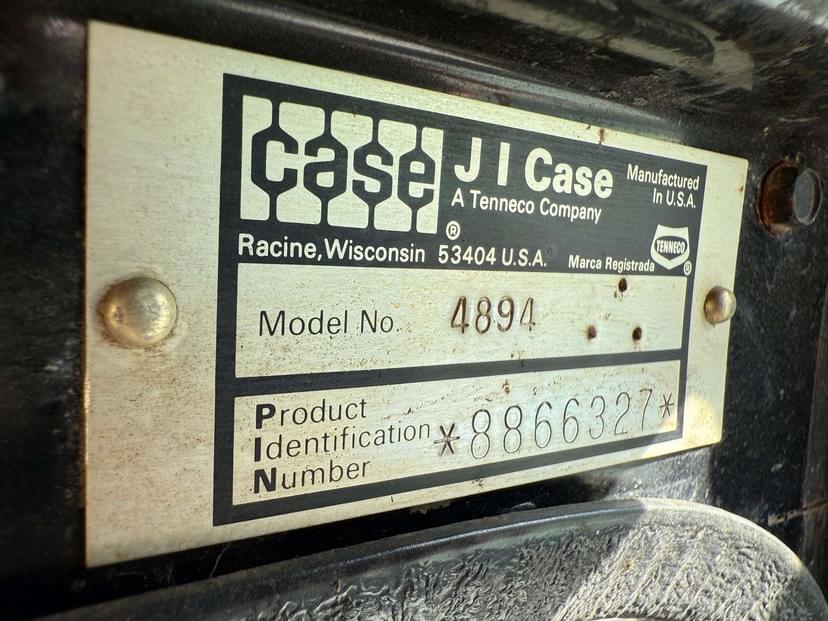 case
J I Case
A Tenneco Company
Manufactured
In U.S.A.
®
Racine, Wisconsin 53404 U.S.A.
Marca Registrada
TENNECO
®
Model No. 4894
Product
Identification
Number
*8866327*